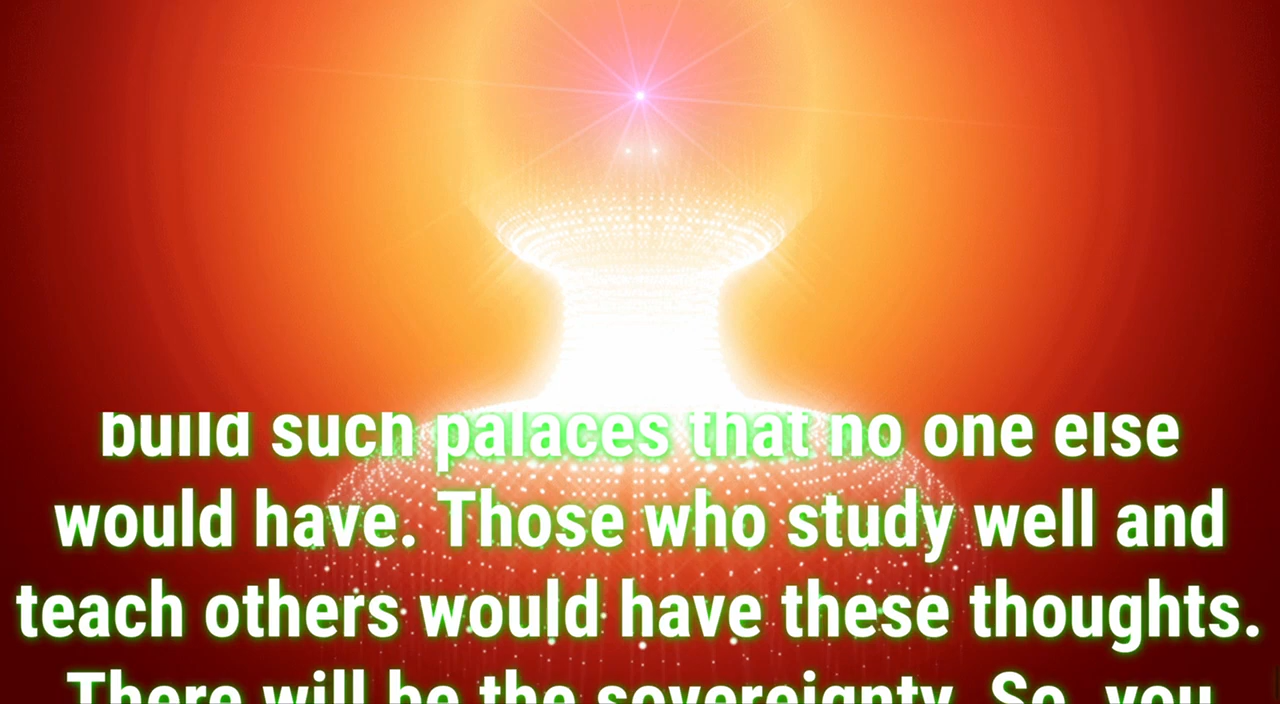 build such palaces that no one else
would have. Those who study well and
teach others would have these thoughts.
There will be the sovereignty. So, you